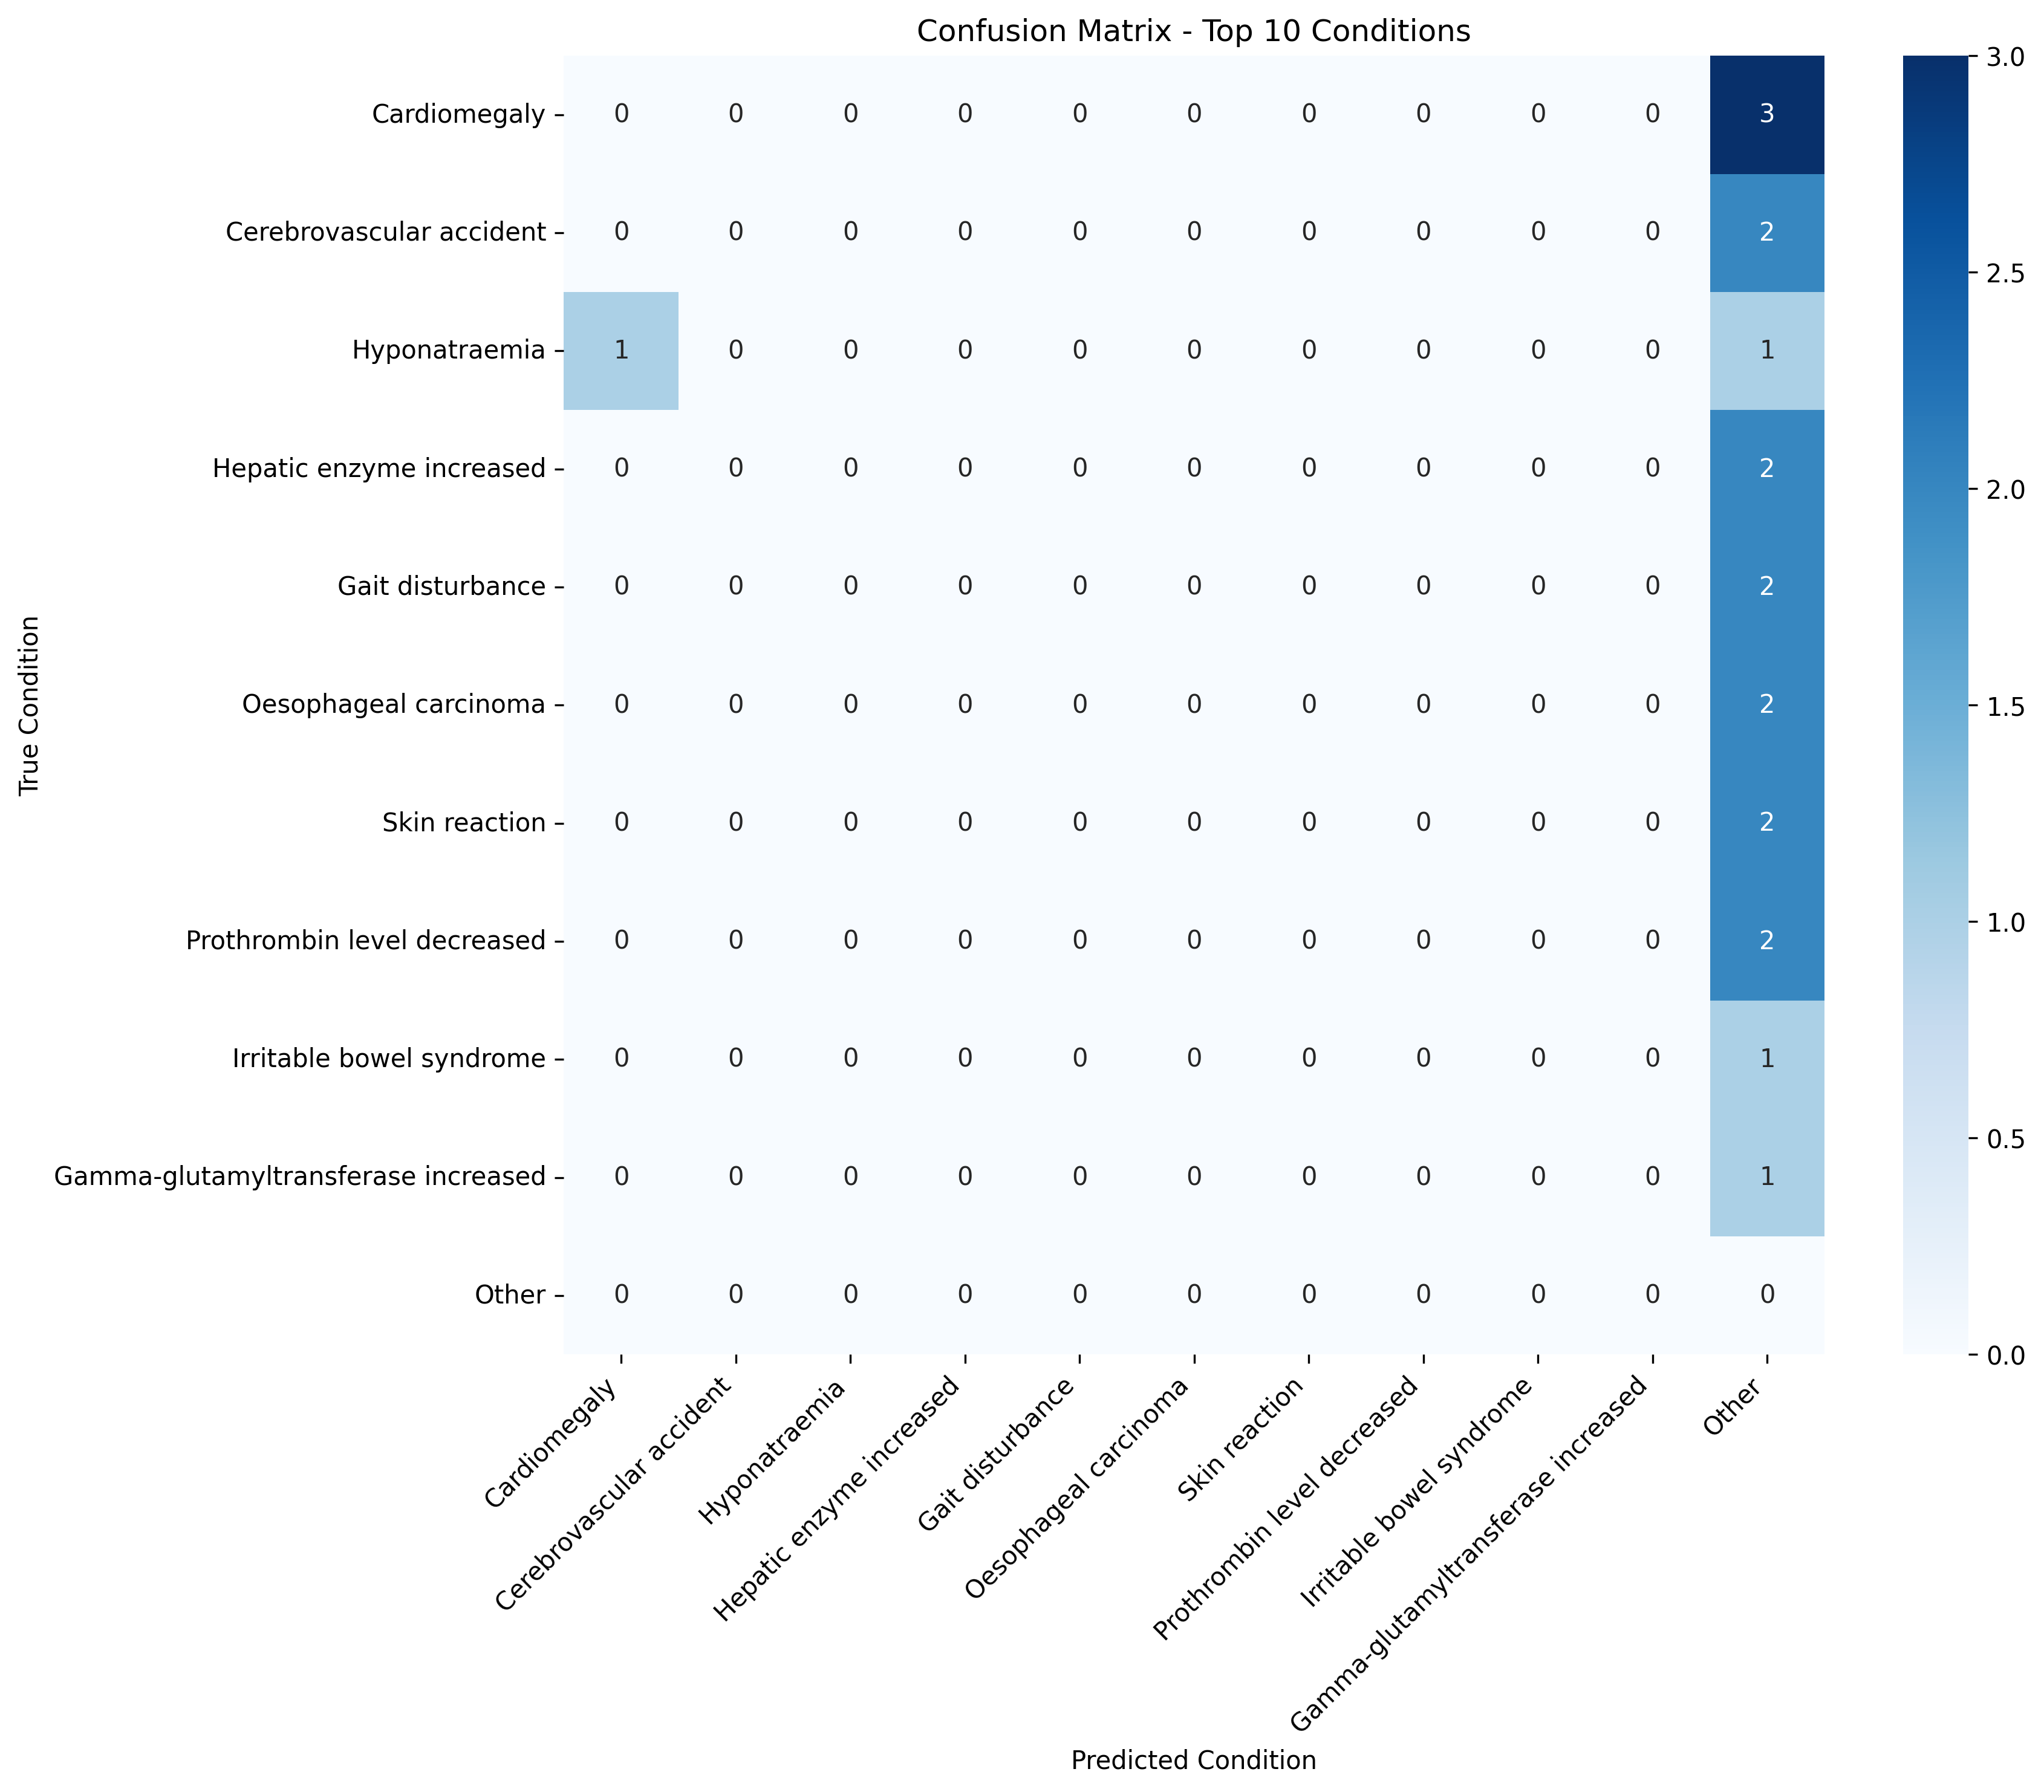 Confusion Matrix - Top 10 Conditions
True Condition
Cardiomegaly 0 0 0 0 0 0 0 0 0 0 3
Cerebrovascular accident 0 0 0 0 0 0 0 0 0 0 2
Hyponatraemia 1 0 0 0 0 0 0 0 0 0 1
Hepatic enzyme increased 0 0 0 0 0 0 0 0 0 0 2
Gait disturbance 0 0 0 0 0 0 0 0 0 0 2
Oesophageal carcinoma 0 0 0 0 0 0 0 0 0 0 2
Skin reaction 0 0 0 0 0 0 0 0 0 0 2
Prothrombin level decreased 0 0 0 0 0 0 0 0 0 0 2
Irritable bowel syndrome 0 0 0 0 0 0 0 0 0 0 1
Gamma-glutamyltransferase increased 0 0 0 0 0 0 0 0 0 0 1
Other 0 0 0 0 0 0 0 0 0 0 0
Cardiomegaly
Cerebrovascular accident
Hyponatraemia
Hepatic enzyme increased
Gait disturbance
Oesophageal carcinoma
Skin reaction
Prothrombin level decreased
Irritable bowel syndrome
Gamma-glutamyltransferase increased
Other
Predicted Condition
3.0
2.5
2.0
1.5
1.0
0.5
0.0